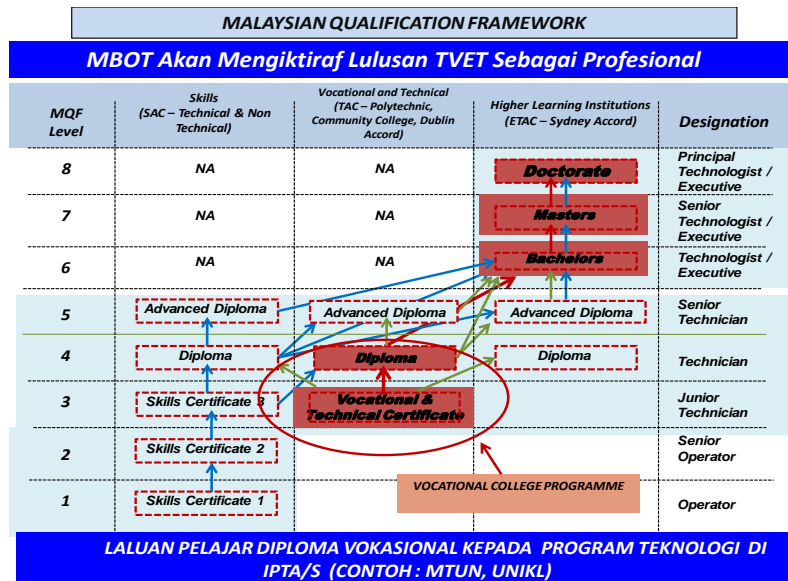 MALAYSIAN QUALIFICATION FRAMEWORK
MBOT Akan Mengiktiraf Lulusan TVET Sebagai Profesional
MQF
Level
Skills
(SAC – Technical & Non
Technical)
Vocational and Technical
(TAC – Polytechnic,
Community College, Dublin
Accord)
Higher Learning Institutions
(ETAC – Sydney Accord)
Designation
8
NA
NA
Doctorate
Principal
Technologist /
Executive
7
NA
NA
Masters
Senior
Technologist /
Executive
6
NA
NA
Bachelors
Technologist /
Executive
5
Advanced Diploma
Advanced Diploma
Advanced Diploma
Senior
Technician
4
Diploma
Diploma
Diploma
Technician
3
Skills Certificate 3
Vocational &
Technical Certificate
Junior
Technician
2
Skills Certificate 2
Senior
Operator
1
Skills Certificate 1
VOCATIONAL COLLEGE PROGRAMME
Operator
LALUAN PELAJAR DIPLOMA VOKASIONAL KEPADA PROGRAM TEKNOLOGI DI
IPTA/S (CONTOH : MTUN, UNIKL)